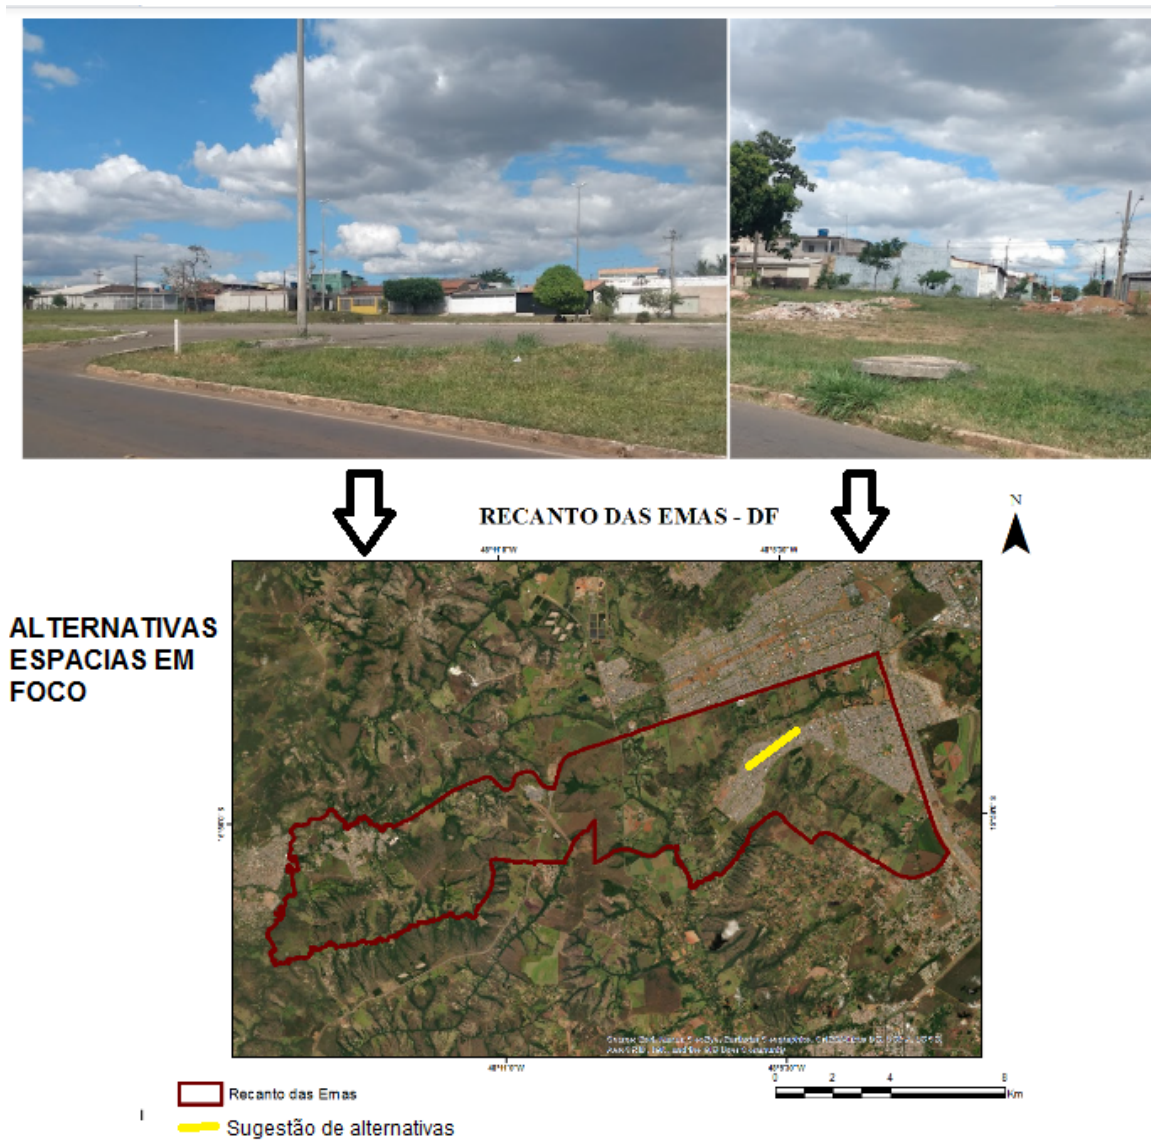 RECANTO DAS EMAS - DF
N
ALTERNATIVAS
ESPACIAS EM
FOCO
Recanto das Emas
Sugestão de alternativas
0 2 4 8
Km